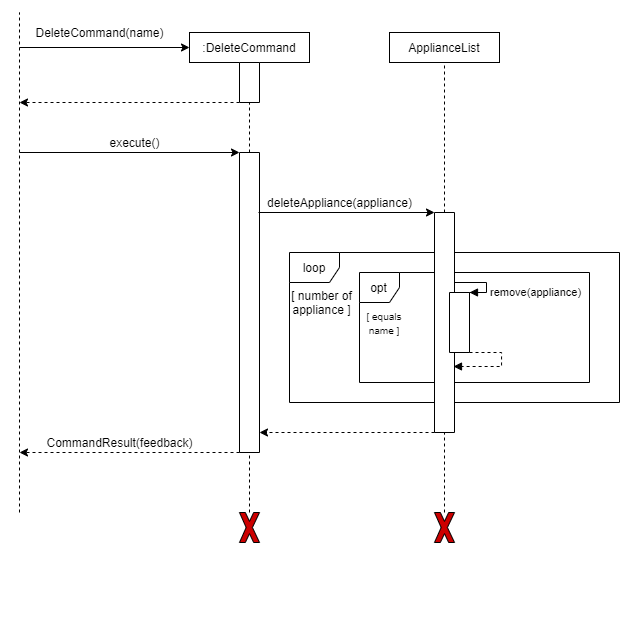 DeleteCommand(name)
:DeleteCommand
ApplianceList
execute()
deleteAppliance(appliance)
loop
[ number of
appliance ]
opt
[ equals
name ]
remove(appliance)
CommandResult(feedback)
X
X